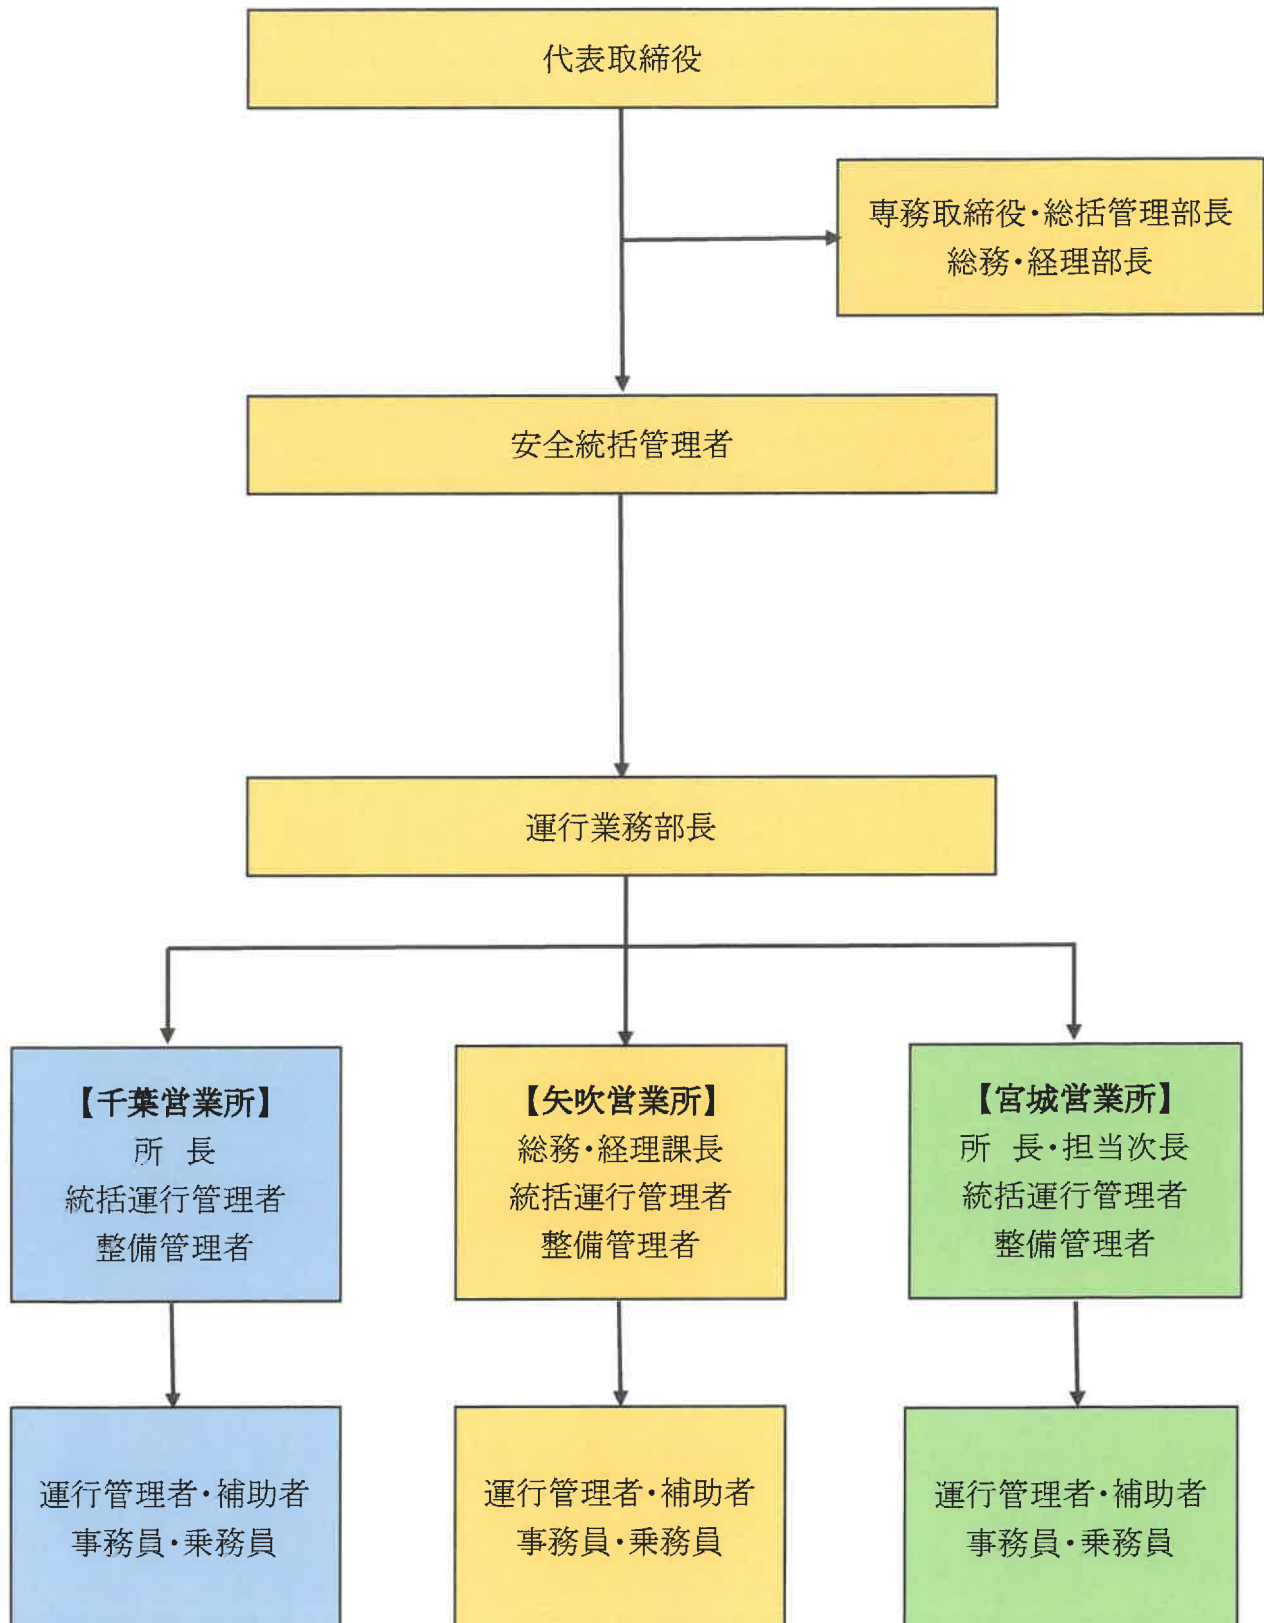 代表取締役
専務取締役・総括管理部長
総務・経理部長
安全統括管理者
運行業務部長
【千葉営業所】
所 長
統括運行管理者
整備管理者
【矢吹営業所】
総務・経理課長
統括運行管理者
整備管理者
【宮城営業所】
所 長・担当次長
統括運行管理者
整備管理者
運行管理者・補助者
事務員・乗務員
運行管理者・補助者
事務員・乗務員
運行管理者・補助者
事務員・乗務員